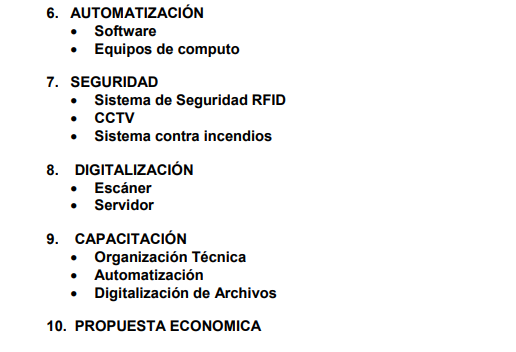 6. AUTOMATIZACIÓN
• Software
• Equipos de computo
7. SEGURIDAD
• Sistema de Seguridad RFID
• CCTV
• Sistema contra incendios
8. DIGITALIZACIÓN
• Escáner
• Servidor
9. CAPACITACIÓN
• Organización Técnica
• Automatización
• Digitalización de Archivos
10. PROPUESTA ECONOMICA